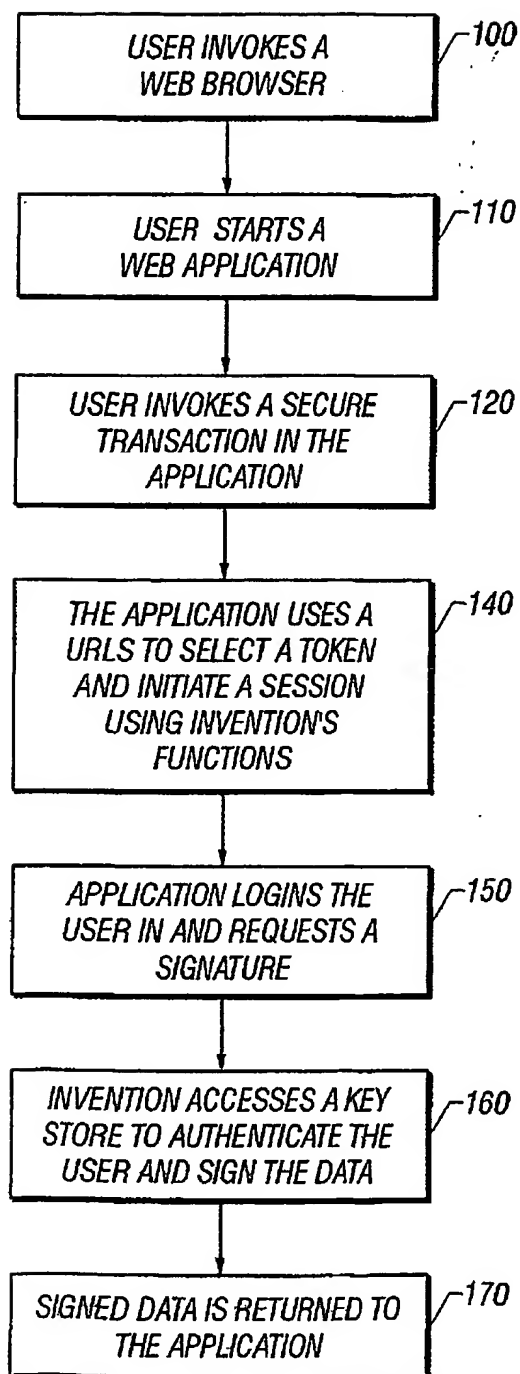 USER INVOKES A
WEB BROWSER
100
USER STARTS A
WEB APPLICATION
110
USER INVOKES A SECURE
TRANSACTION IN THE
APPLICATION
120
THE APPLICATION USES A
URLS TO SELECT A TOKEN
AND INITIATE A SESSION
USING INVENTION'S
FUNCTIONS
140
APPLICATION LOGINS THE
USER IN AND REQUESTS A
SIGNATURE
150
INVENTION ACCESSES A KEY
STORE TO AUTHENTICATE THE
USER AND SIGN THE DATA
160
SIGNED DATA IS RETURNED TO
THE APPLICATION
170